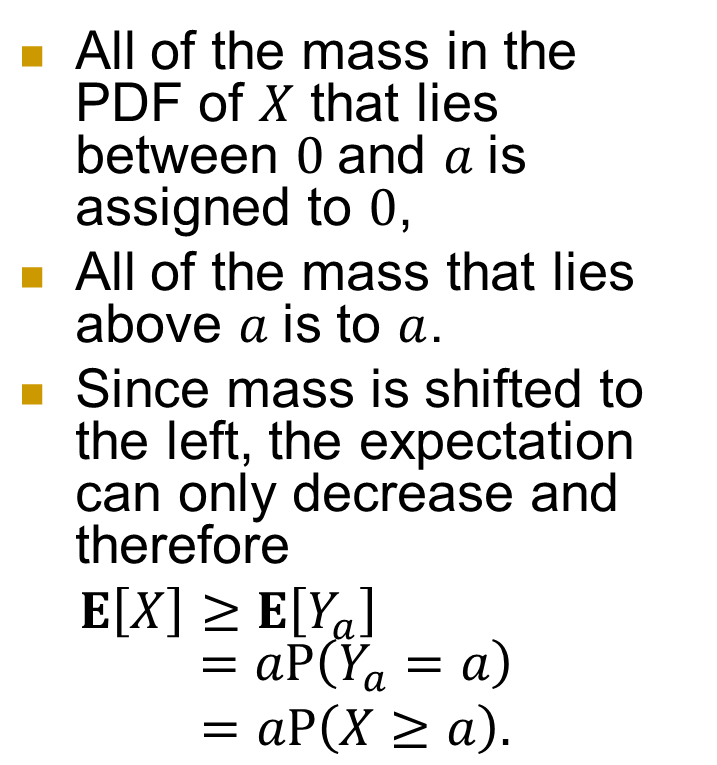 ■ All of the mass in the
PDF of X that lies
between 0 and a is
assigned to 0,
■ All of the mass that lies
above a is to a.
■ Since mass is shifted to
the left, the expectation
can only decrease and
therefore
E[X] ≥ E[Yₐ]
= aP(Yₐ = a)
= aP(X ≥ a).